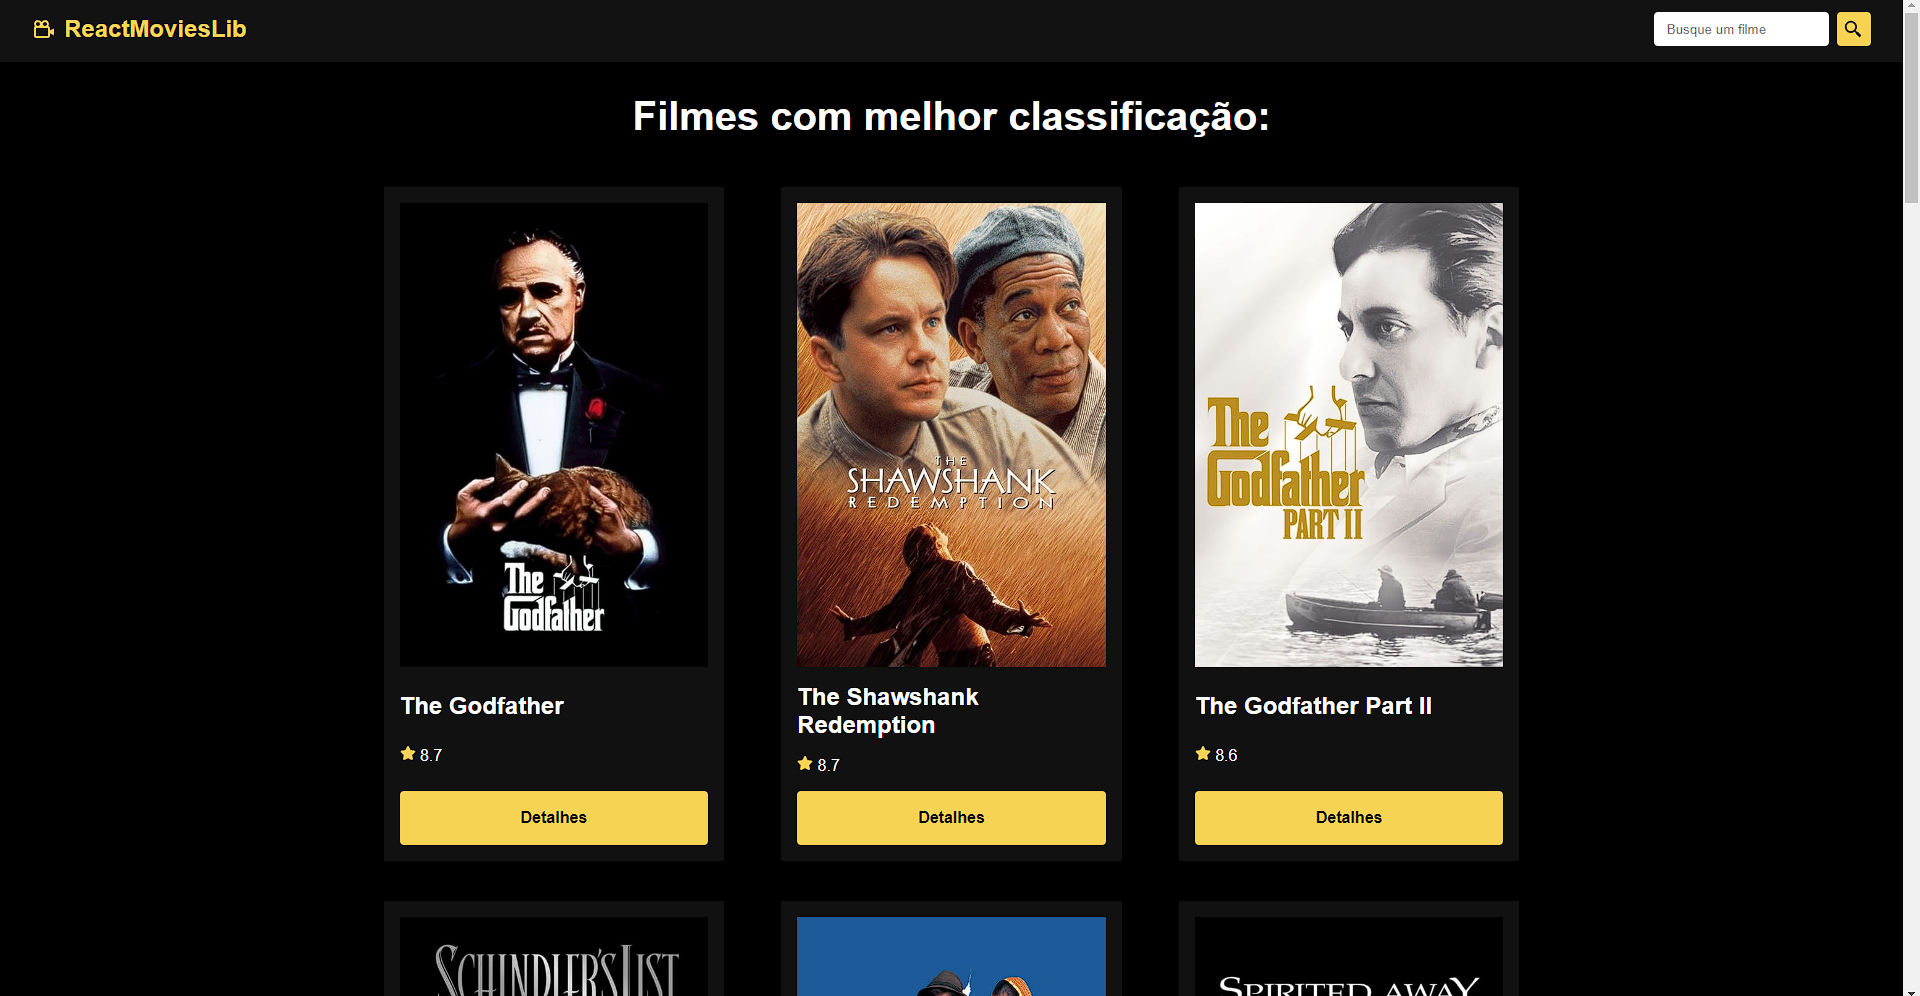 ReactMoviesLib
Busque um filme
Filmes com melhor classificação:
The
Godfather
THE
SHAWSHANK
REDEMPTION
The
Godfather
PART II
The Godfather
The Shawshank
Redemption
The Godfather Part II
8.7
8.7
8.6
Detalhes
Detalhes
Detalhes
SCHINDLER'S LIST
SPIRITED AWAY